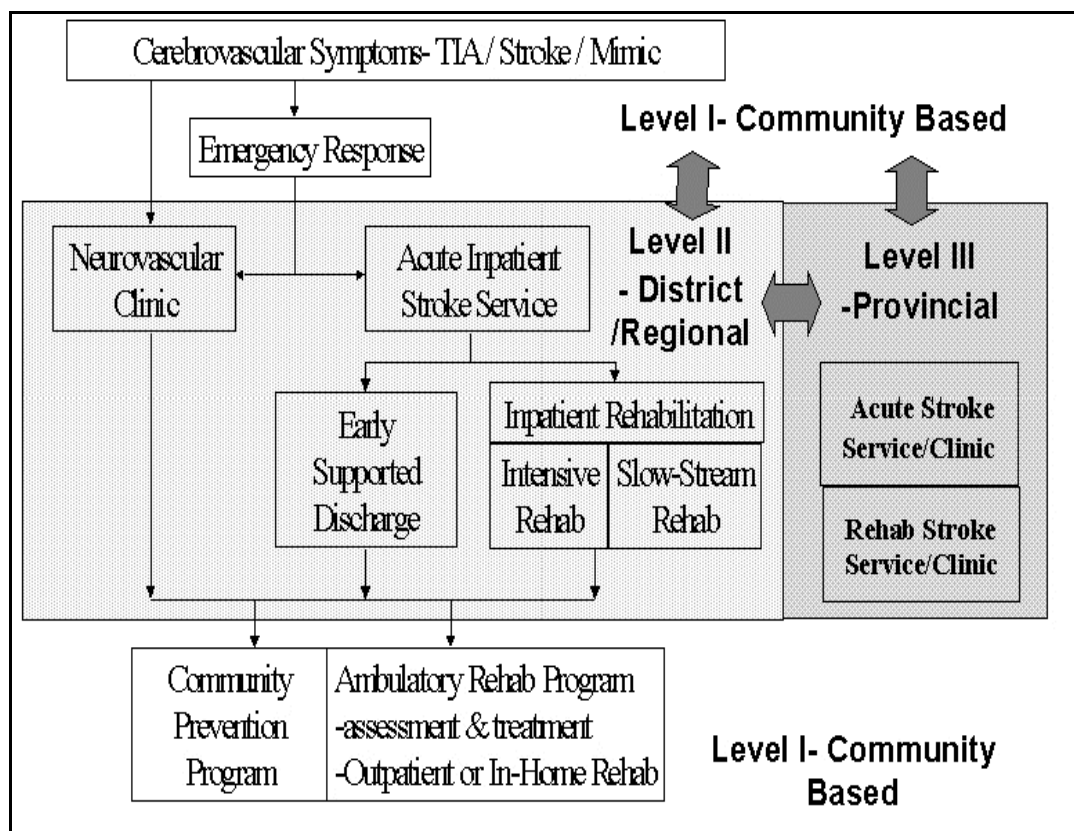 Cerebrovascular Symptoms- TIA / Stroke / Mimic
Emergency Response
Level I- Community Based
Neurovascular
Clinic
Acute Inpatient
Stroke Service
Level II
- District
/Regional
Level III
-Provincial
Early
Supported
Discharge
Inpatient Rehabilitation
Intensive
Rehab
Slow-Stream
Rehab
Acute Stroke
Service/Clinic
Rehab Stroke
Service/Clinic
Community
Prevention
Program
Ambulatory Rehab Program
-assessment & treatment
-Outpatient or In-Home Rehab
Level I- Community
Based